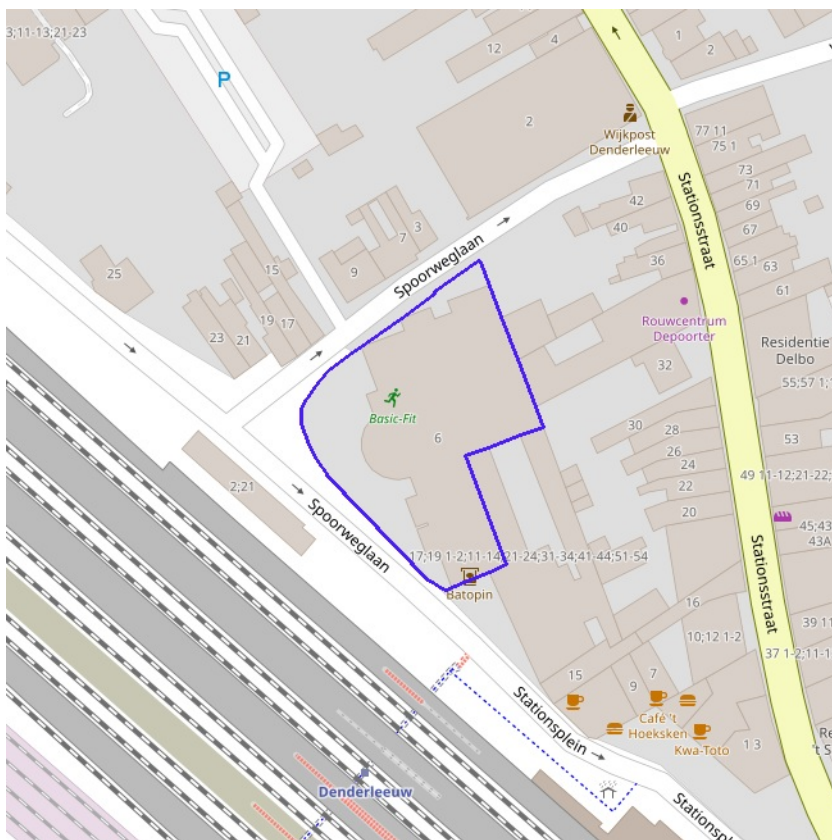 3;11-13;21-23
P
12
4
1
2
2
Wijkpost
Denderleeuw
77 11
75 1
73
71
69
67
65 1
63
61
Stationsstraat
42
40
36
3
7
9
Spoorweglaan
25
15
23
21
19
17
Rouwcentrum
Depoorter
Residentie
Delbo
55;57 1;
32
Basic-Fit
6
30
28
26
24
22
20
53
49 11-12;21-22;
45;43
43A
2;21
Spoorweglaan
17;19 1-2;11-14;21-24;31-34;41-44;51-54
Batopin
Stationsstraat
16
10;12 1-2
39 11
37 1-2;11-1
15
7
9
Café 't
Hoeksken
Kwa-Toto
1 3
Re
't S
Stationsplein
Denderleeuw
Stationspl